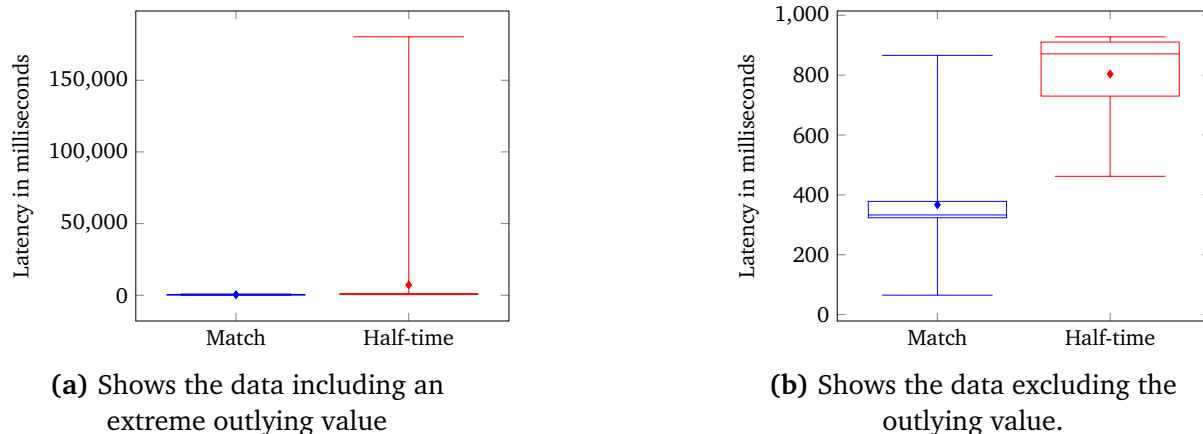 Latency in milliseconds
150,000
100,000
50,000
0
Match
Half-time
(a) Shows the data including an
extreme outlying value
Latency in milliseconds
1,000
800
600
400
200
0
Match
Half-time
(b) Shows the data excluding the
outlying value.